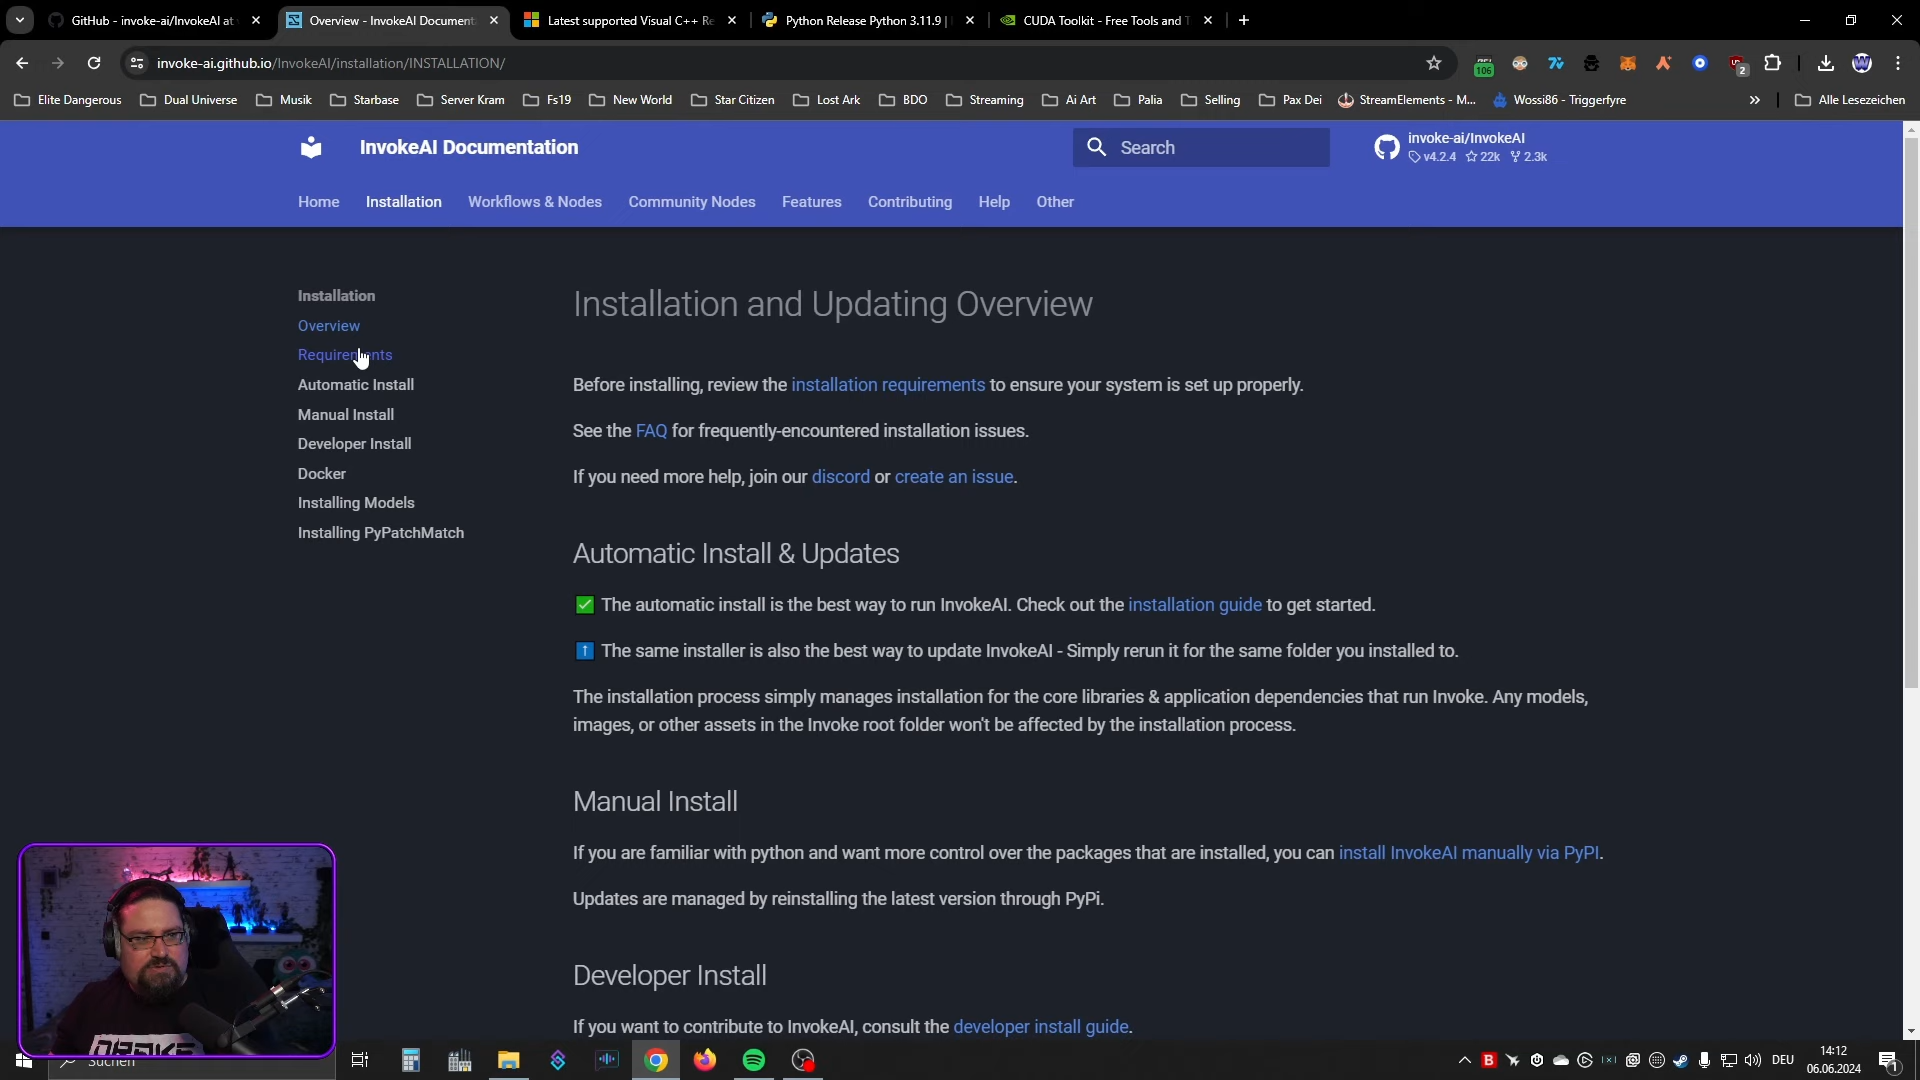 GitHub - invoke-ai/InvokeAI at
Overview - InvokeAI Document
Latest supported Visual C++ Re
Python Release Python 3.11.9 |
CUDA Toolkit - Free Tools and T
invoke-ai.github.io/InvokeAI/installation/INSTALLATION/
106
2
Elite Dangerous
Dual Universe
Musik
Starbase
Server Kram
Fs19
New World
Star Citizen
Lost Ark
BDO
Streaming
Ai Art
Palia
Selling
Pax Dei
StreamElements - M...
Wossi86 - Triggerfyre
»
Alle Lesezeichen
InvokeAI Documentation
Search
invoke-ai/InvokeAI
v4.2.4 22k 2.3k
Home Installation Workflows & Nodes Community Nodes Features Contributing Help Other
Installation
Overview
Requirements
Automatic Install
Manual Install
Developer Install
Docker
Installing Models
Installing PyPatchMatch
Installation and Updating Overview
Before installing, review the installation requirements to ensure your system is set up properly.
See the FAQ for frequently-encountered installation issues.
If you need more help, join our discord or create an issue.
Automatic Install & Updates
The automatic install is the best way to run InvokeAI. Check out the installation guide to get started.
The same installer is also the best way to update InvokeAI - Simply rerun it for the same folder you installed to.
The installation process simply manages installation for the core libraries & application dependencies that run Invoke. Any models,
images, or other assets in the Invoke root folder won't be affected by the installation process.
Manual Install
If you are familiar with python and want more control over the packages that are installed, you can install InvokeAI manually via PyPI.
Updates are managed by reinstalling the latest version through PyPi.
Developer Install
If you want to contribute to InvokeAI, consult the developer install guide.
Suchen
DEU
14:12
06.06.2024
1